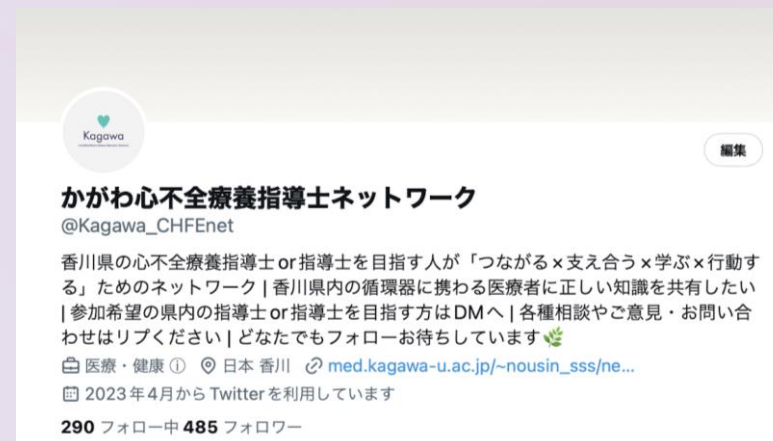 Kagawa
編集
かがわ心不全療養指導士ネットワーク
@Kagawa_CHFEnet
香川県の心不全療養指導士or指導士を目指す人が「つながる×支え合う×学ぶ×行動す
る」ためのネットワーク | 香川県内の循環器に携わる医療者に正しい知識を共有したい
| 参加希望の県内の指導士or指導士を目指す方はDMへ | 各種相談やご意見・お問い合
わせはリプください | どなたでもフォローお待ちしています🌿
医療・健康 日本 香川 med.kagawa-u.ac.jp/~nousin_sss/ne...
2023年4月からTwitterを利用しています
290 フォロー中 485 フォロワー